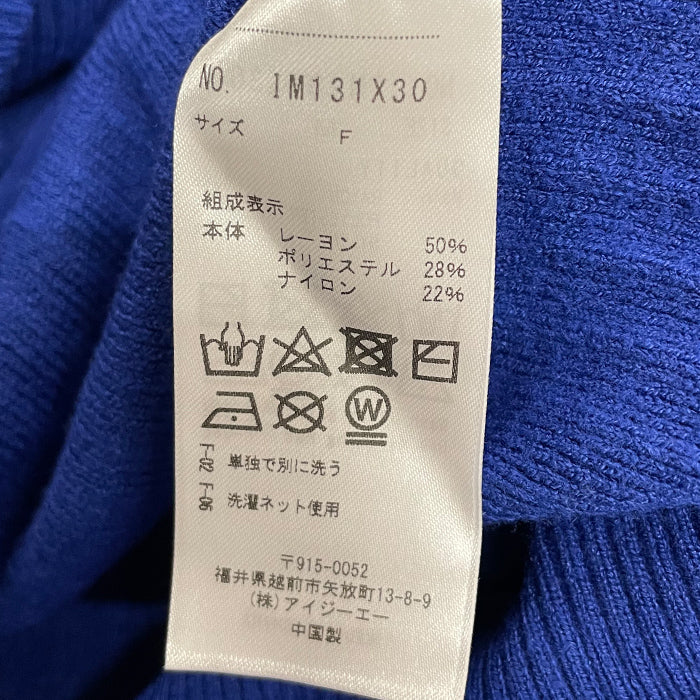 NO. IM131X30
サイズ F
組成表示
本体 レーヨン 50%
ポリエステル 28%
ナイロン 22%
W
F-02 単独で別に洗う
F-06 洗濯ネット使用
〒915-0052
福井県越前市矢放町13-8-9
(株)アイジーエー
中国製